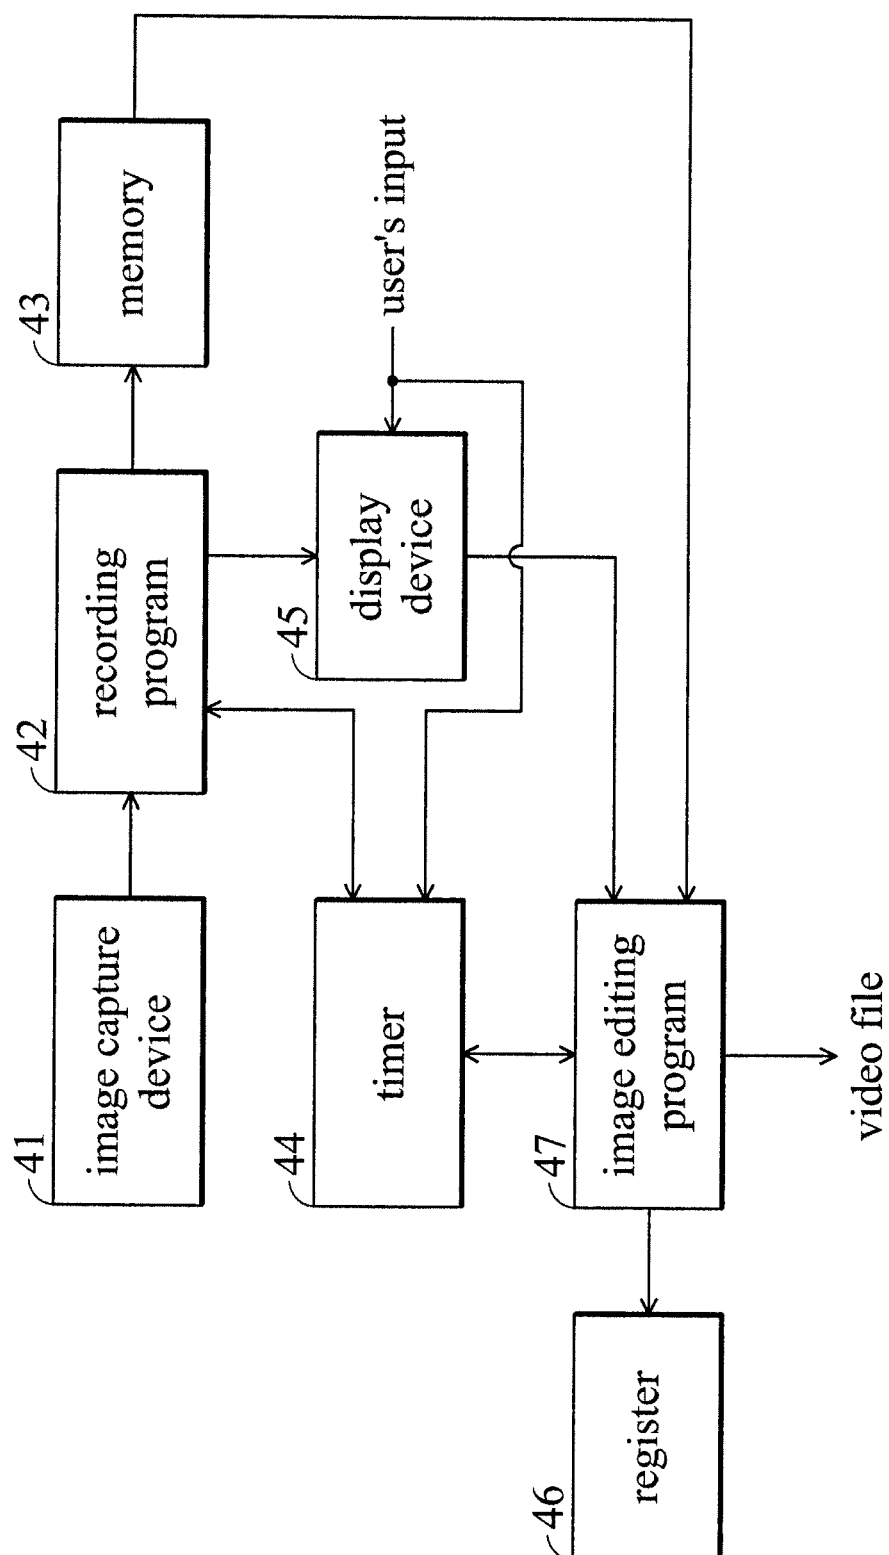 41
image capture
device
42
recording
program
43
memory
44
timer
45
display
device
user's input
46
register
47
image editing
program
video file